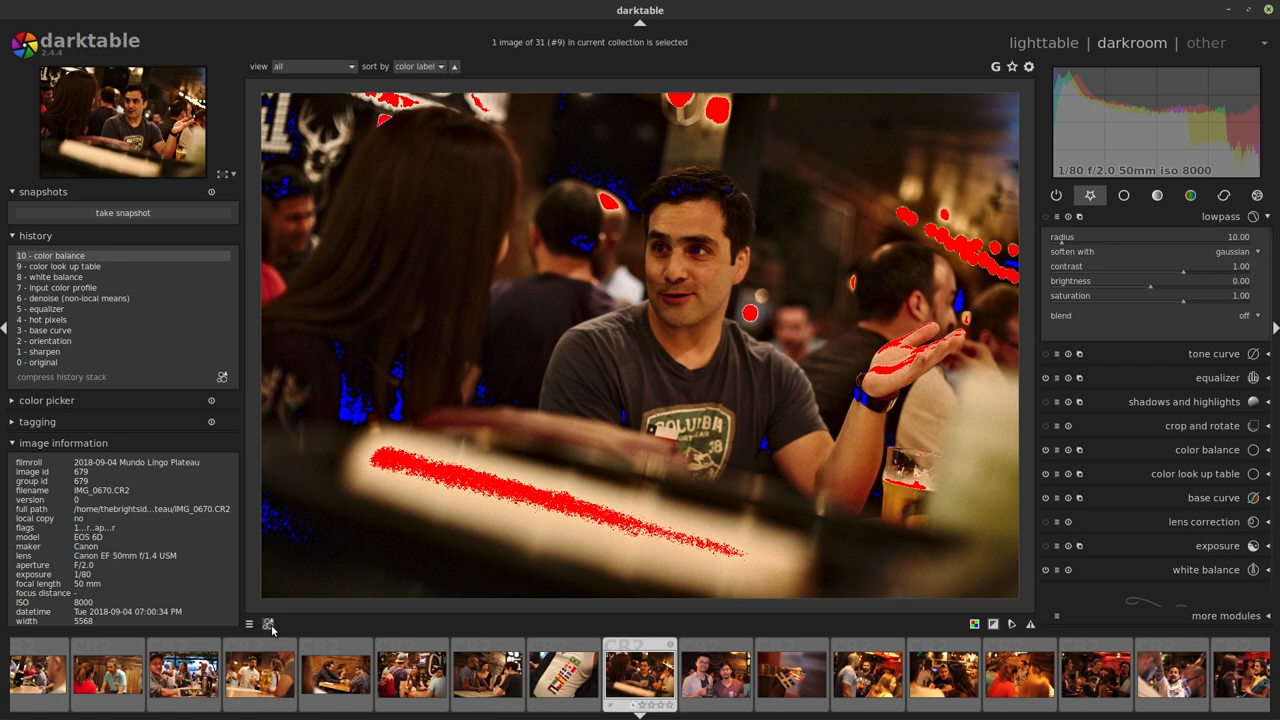 darktable
darktable
2.4.4
1 image of 31 (#9) in current collection is selected
lighttable | darkroom | other
view all sort by color label
G
1/80 f/2.0 50mm iso 8000
snapshots
take snapshot
history
10 - color balance
9 - color look up table
8 - white balance
7 - input color profile
6 - denoise (non-local means)
5 - equalizer
4 - hot pixels
3 - base curve
2 - orientation
1 - sharpen
0 - original
compress history stack
color picker
tagging
image information
filmroll 2018-09-04 Mundo Lingo Plateau
image id 679
group id 679
filename IMG_0670.CR2
version 0
full path /home/thebrightsid...teau/IMG_0670.CR2
local copy no
flags 1...r..ap...r
model EOS 6D
maker Canon
lens Canon EF 50mm f/1.4 USM
aperture F/2.0
exposure 1/80
focal length 50 mm
focus distance -
ISO 8000
datetime Tue 2018-09-04 07:00:34 PM
width 5568
lowpass
radius 10.00
soften with gaussian
contrast 1.00
brightness 0.00
saturation 1.00
blend off
tone curve
equalizer
shadows and highlights
crop and rotate
color balance
color look up table
base curve
lens correction
exposure
white balance
more modules
COLUMBIA
38
CR2